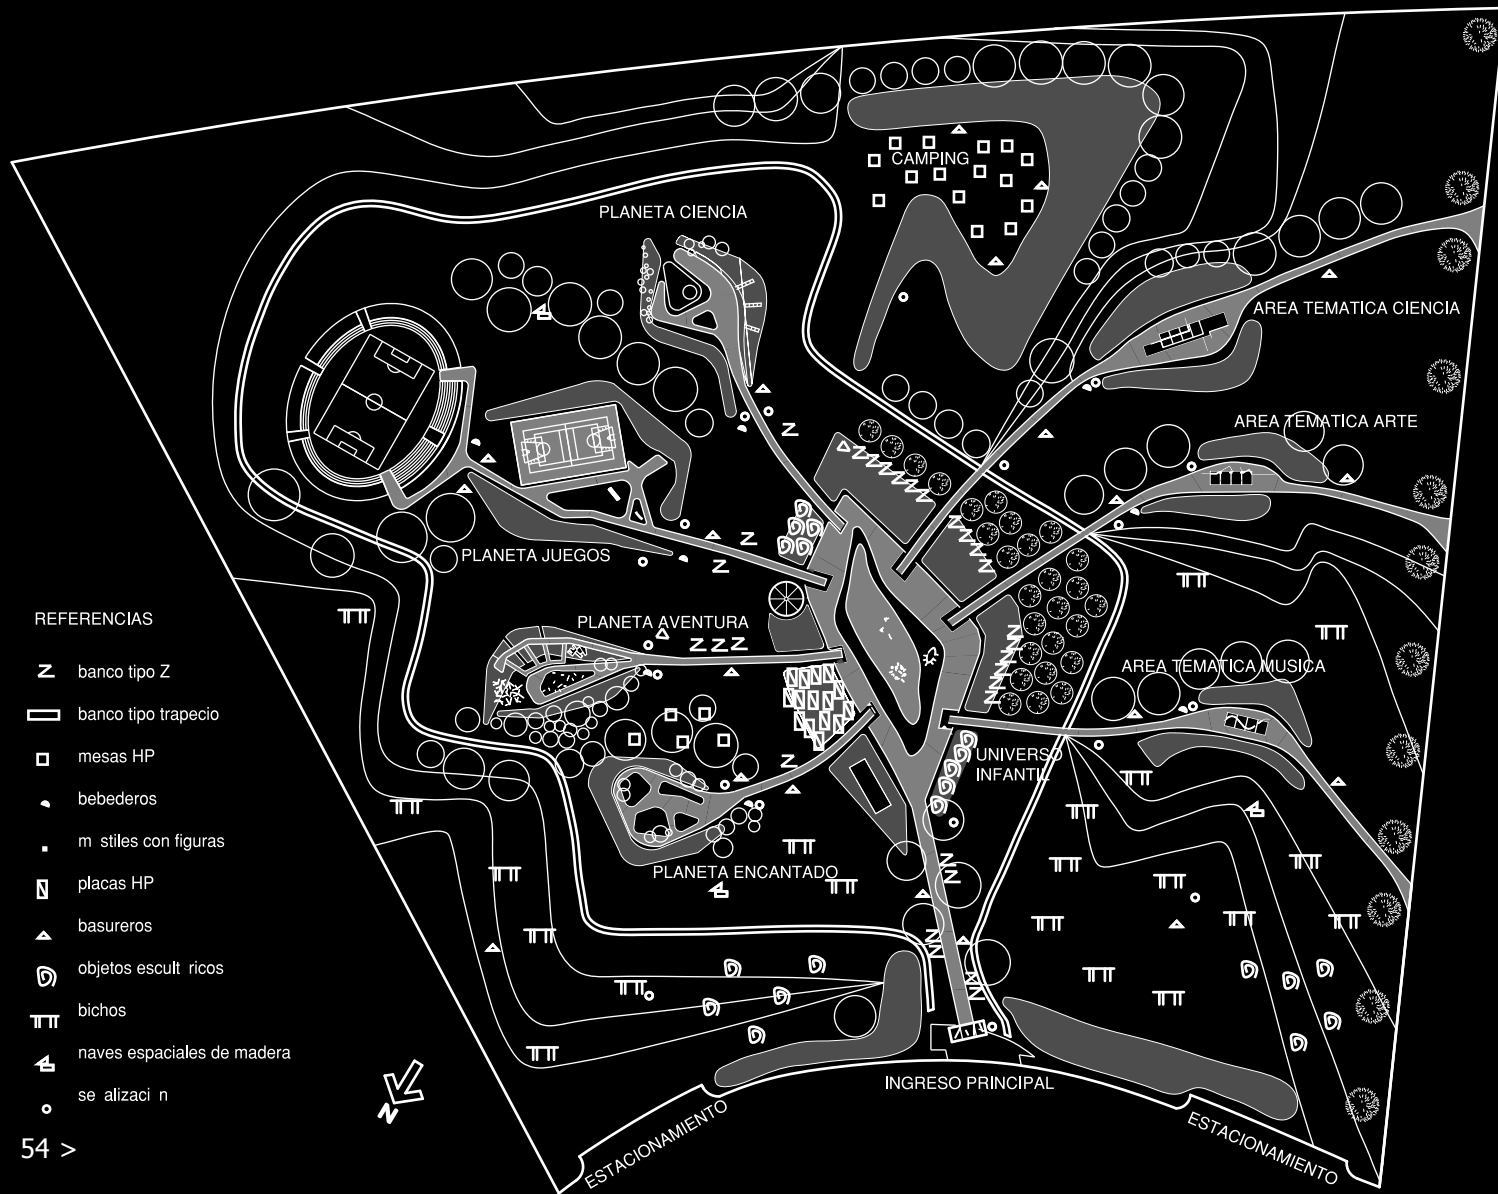 CAMPING
PLANETA CIENCIA
AREA TEMATICA CIENCIA
AREA TEMATICA ARTE
PLANETA JUEGOS
PLANETA AVENTURA
AREA TEMATICA MUSICA
UNIVERSO
INFANTIL
PLANETA ENCANTADO
INGRESO PRINCIPAL
ESTACIONAMIENTO
ESTACIONAMIENTO
N
REFERENCIAS
banco tipo Z
banco tipo trapecio
mesas HP
bebederos
m stiles con figuras
placas HP
basureros
objetos escult ricos
bichos
naves espaciales de madera
se alizaci n
54 >